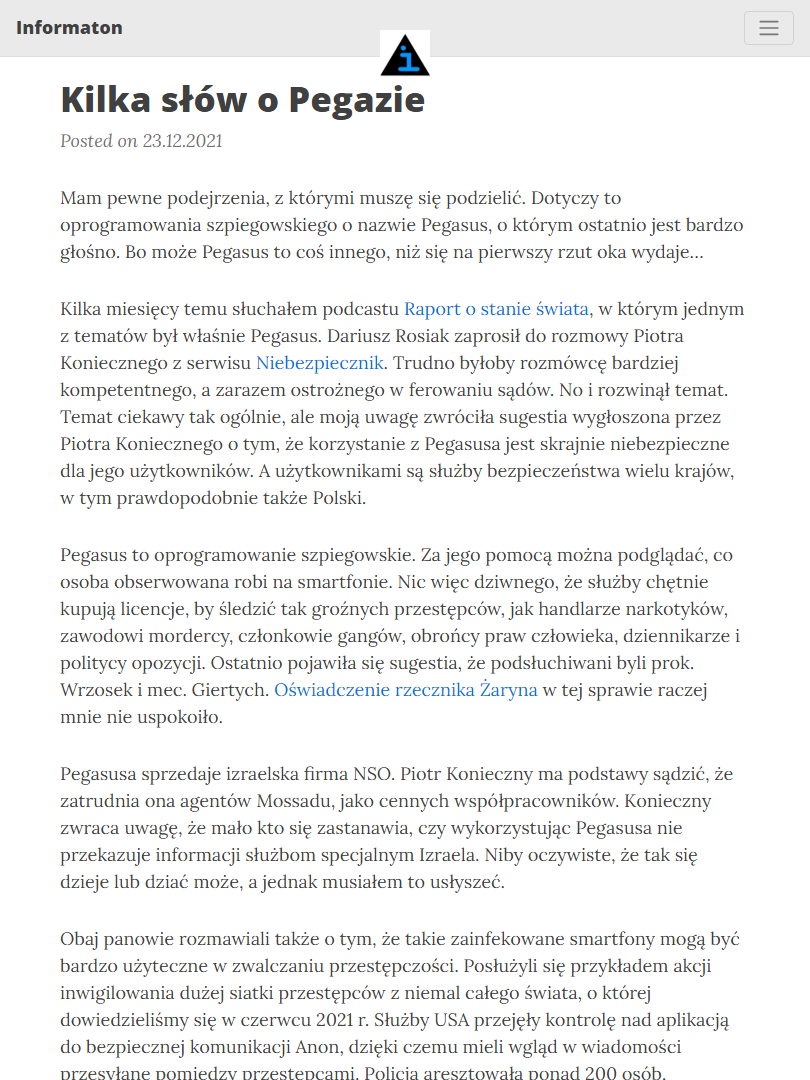 Informaton
i
Kilka słów o Pegazie
Posted on 23.12.2021
Mam pewne podejrzenia, z którymi muszę się podzielić. Dotyczy to
oprogramowania szpiegowskiego o nazwie Pegasus, o którym ostatnio jest bardzo
głośno. Bo może Pegasus to coś innego, niż się na pierwszy rzut oka wydaje…
Kilka miesięcy temu słuchałem podcastu Raport o stanie świata, w którym jednym
z tematów był właśnie Pegasus. Dariusz Rosiak zaprosił do rozmowy Piotra
Koniecznego z serwisu Niebezpiecznik. Trudno byłoby rozmówcę bardziej
kompetentnego, a zarazem ostrożnego w ferowaniu sądów. No i rozwinął temat.
Temat ciekawy tak ogólnie, ale moją uwagę zwróciła sugestia wygłoszona przez
Piotra Koniecznego o tym, że korzystanie z Pegasusa jest skrajnie niebezpieczne
dla jego użytkowników. A użytkownikami są służby bezpieczeństwa wielu krajów,
w tym prawdopodobnie także Polski.
Pegasus to oprogramowanie szpiegowskie. Za jego pomocą można podglądać, co
osoba obserwowana robi na smartfonie. Nic więc dziwnego, że służby chętnie
kupują licencje, by śledzić tak groźnych przestępców, jak handlarze narkotyków,
zawodowi mordercy, członkowie gangów, obrońcy praw człowieka, dziennikarze i
politycy opozycji. Ostatnio pojawiła się sugestia, że podsłuchiwani byli prok.
Wrzosek i mec. Giertych. Oświadczenie rzecznika Żaryna w tej sprawie raczej
mnie nie uspokoiło.
Pegasusa sprzedaje izraelska firma NSO. Piotr Konieczny ma podstawy sądzić, że
zatrudnia ona agentów Mossadu, jako cennych współpracowników. Konieczny
zwraca uwagę, że mało kto się zastanawia, czy wykorzystując Pegasusa nie
przekazuje informacji służbom specjalnym Izraela. Niby oczywiste, że tak się
dzieje lub dziać może, a jednak musiałem to usłyszeć.
Obaj panowie rozmawiali także o tym, że takie zainfekowane smartfony mogą być
bardzo użyteczne w zwalczaniu przestępczości. Posłużyli się przykładem akcji
inwigilowania dużej siatki przestępców z niemal całego świata, o której
dowiedzieliśmy się w czerwcu 2021 r. Służby USA przejęły kontrolę nad aplikacją
do bezpiecznej komunikacji Anon, dzięki czemu mieli wgląd w wiadomości
przesyłane pomiędzy przestępcami. Policja aresztowała ponad 200 osób.